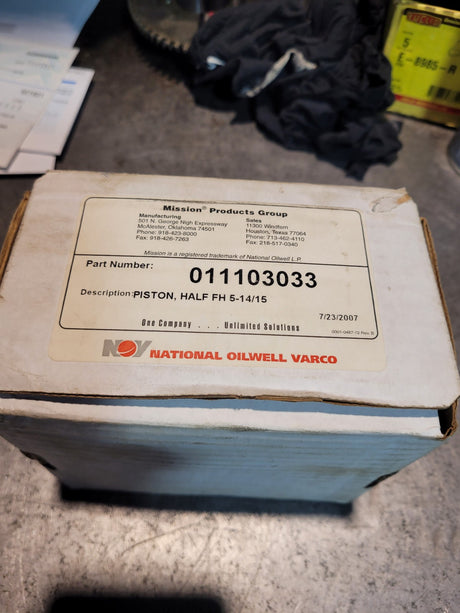 5
E-8985-A
Mission® Products Group
Manufacturing
501 N. George Nigh Expressway
McAlester, Oklahoma 74501
Phone: 918-423-8000
Fax: 918-426-7263
Sales
11300 Windfern
Houston, Texas 77064
Phone: 713-462-4110
Fax: 218-517-0340
Mission is a registered trademark of National Oilwell L.P.
Part Number: 011103033
Description: PISTON, HALF FH 5-14/15
7/23/2007
One Company . . . Unlimited Solutions
NOV NATIONAL OILWELL VARCO